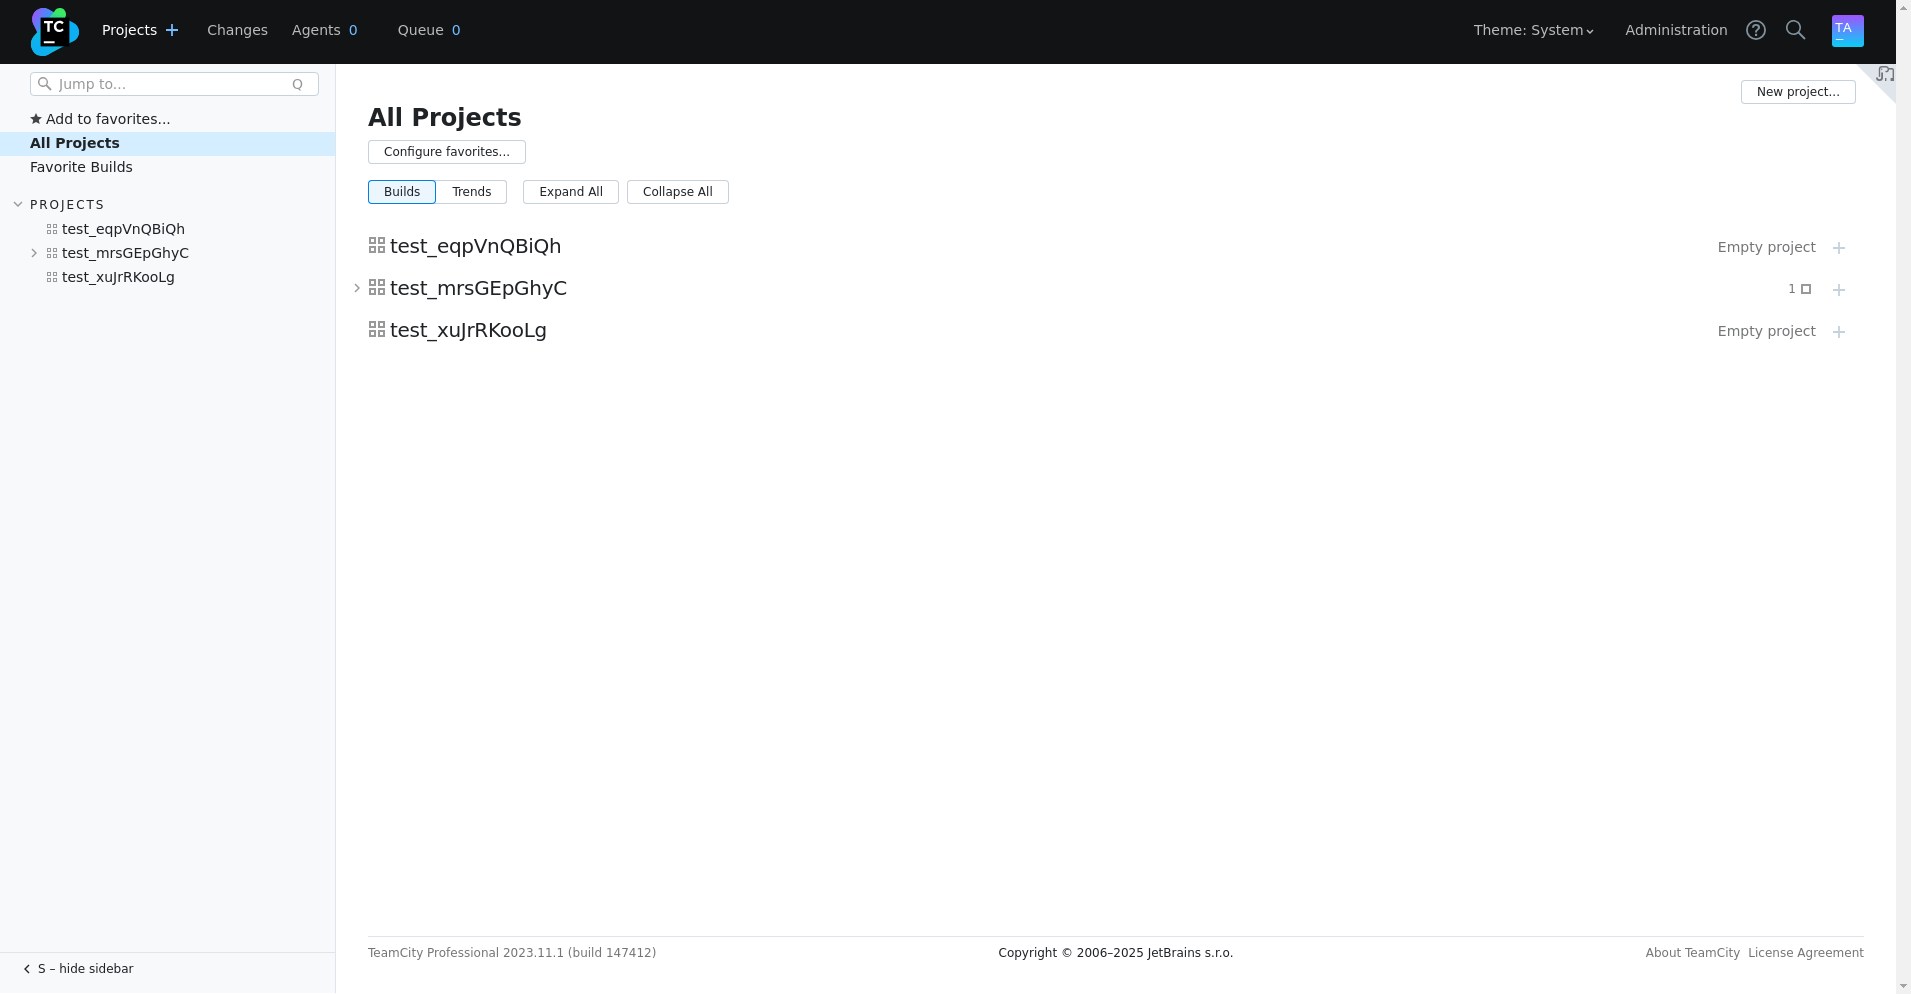 TC
Projects
Changes
Agents 0
Queue 0
Theme: System
Administration
TA
Jump to...
Q
Add to favorites...
All Projects
Favorite Builds
PROJECTS
test_eqpVnQBiQh
test_mrsGEpGhyC
test_xuJrRKooLg
S – hide sidebar
New project...
All Projects
Configure favorites...
Builds Trends Expand All Collapse All
test_eqpVnQBiQh Empty project
test_mrsGEpGhyC 1
test_xuJrRKooLg Empty project
TeamCity Professional 2023.11.1 (build 147412) Copyright © 2006–2025 JetBrains s.r.o. About TeamCity License Agreement